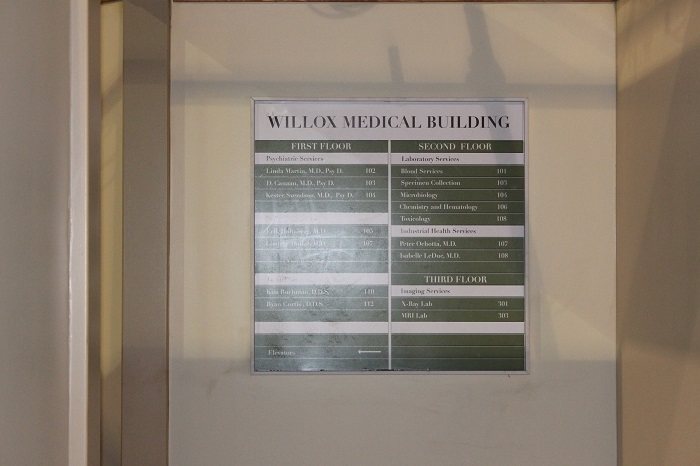 WILLOX MEDICAL BUILDING
FIRST FLOOR
Psychiatric Services
Linda Martin, M.D., Psy D. 102
M.D., Psy D. 103
Kester M.D., Psy D. 104
M.D. 105
107
D.D.S. 110
Ryan Curtis, D.D.S. 112
Elevators
SECOND FLOOR
Laboratory Services
Blood Services 101
Specimen Collection 103
Microbiology 104
Chemistry and Hematology 106
Toxicology 108
Industrial Health Services
Peter Ochotta, M.D. 107
Isabelle LeDuc, M.D. 108
THIRD FLOOR
Imaging Services
X-Ray Lab 301
MRI Lab 303